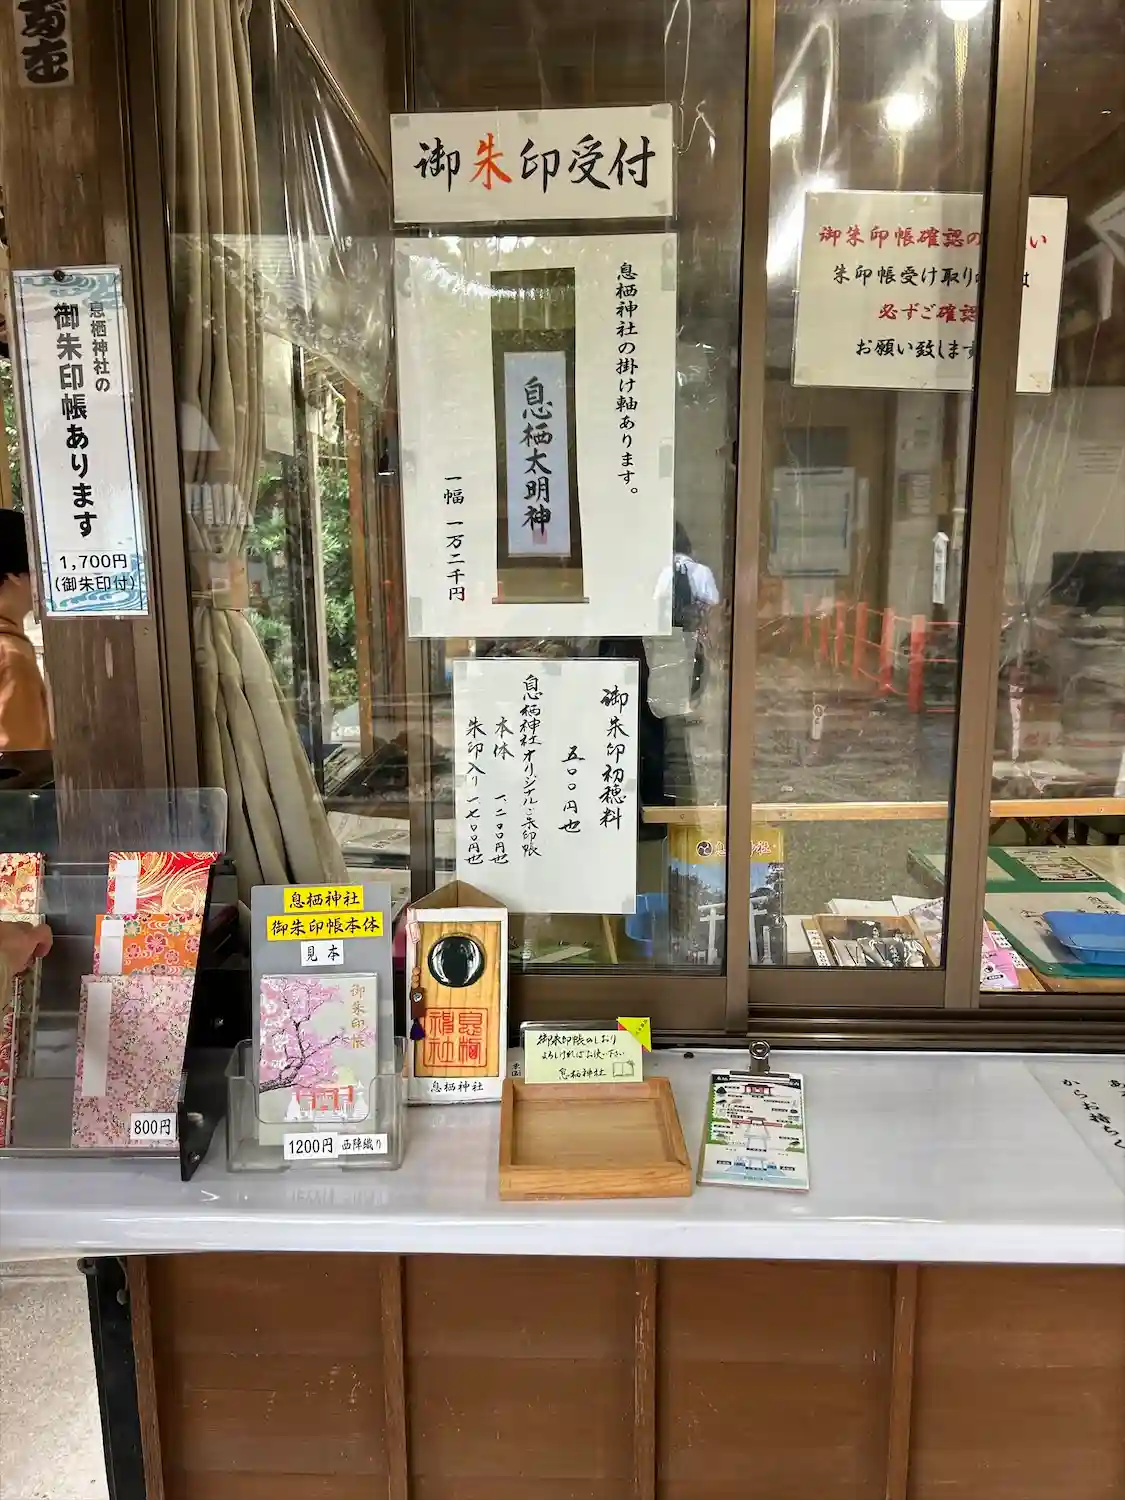 御朱印受付
息栖神社の掛け軸あります。
息栖太明神
一幅 一万二千円
御朱印帳確認の
い
朱印帳受け取り
は
必ずご確認
お願い致します
息栖神社の
御朱印帳あります
1,700円
(御朱印付)
御朱印初穂料
五〇〇円也
息栖神社オリジナルご朱印帳
本体 一、二〇〇円也
朱印入り 一、七〇〇円也
息栖神社
御朱印帳本体
見本
御朱印帳
1200円 西陣織り
800円
息栖神社
息栖神社
御朱印帳のしおり
よろしければお使い下さい
息栖神社